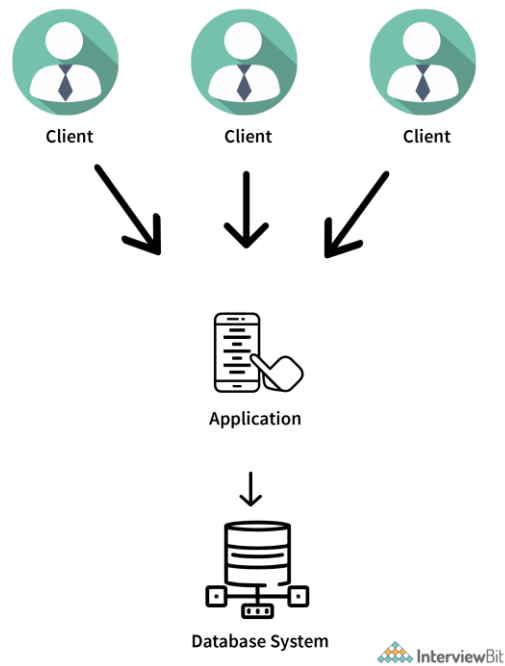 Client
Client
Client
Application
Database System
InterviewBit